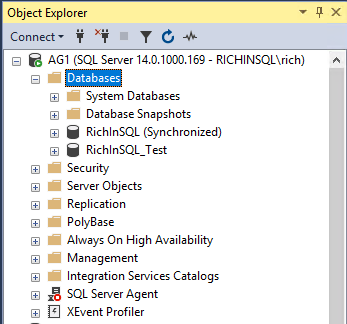 Object Explorer
Connect
AG1 (SQL Server 14.0.1000.169 - RICHINSQL\rich)
Databases
System Databases
Database Snapshots
RichInSQL (Synchronized)
RichInSQL_Test
Security
Server Objects
Replication
PolyBase
Always On High Availability
Management
Integration Services Catalogs
SQL Server Agent
XEvent Profiler